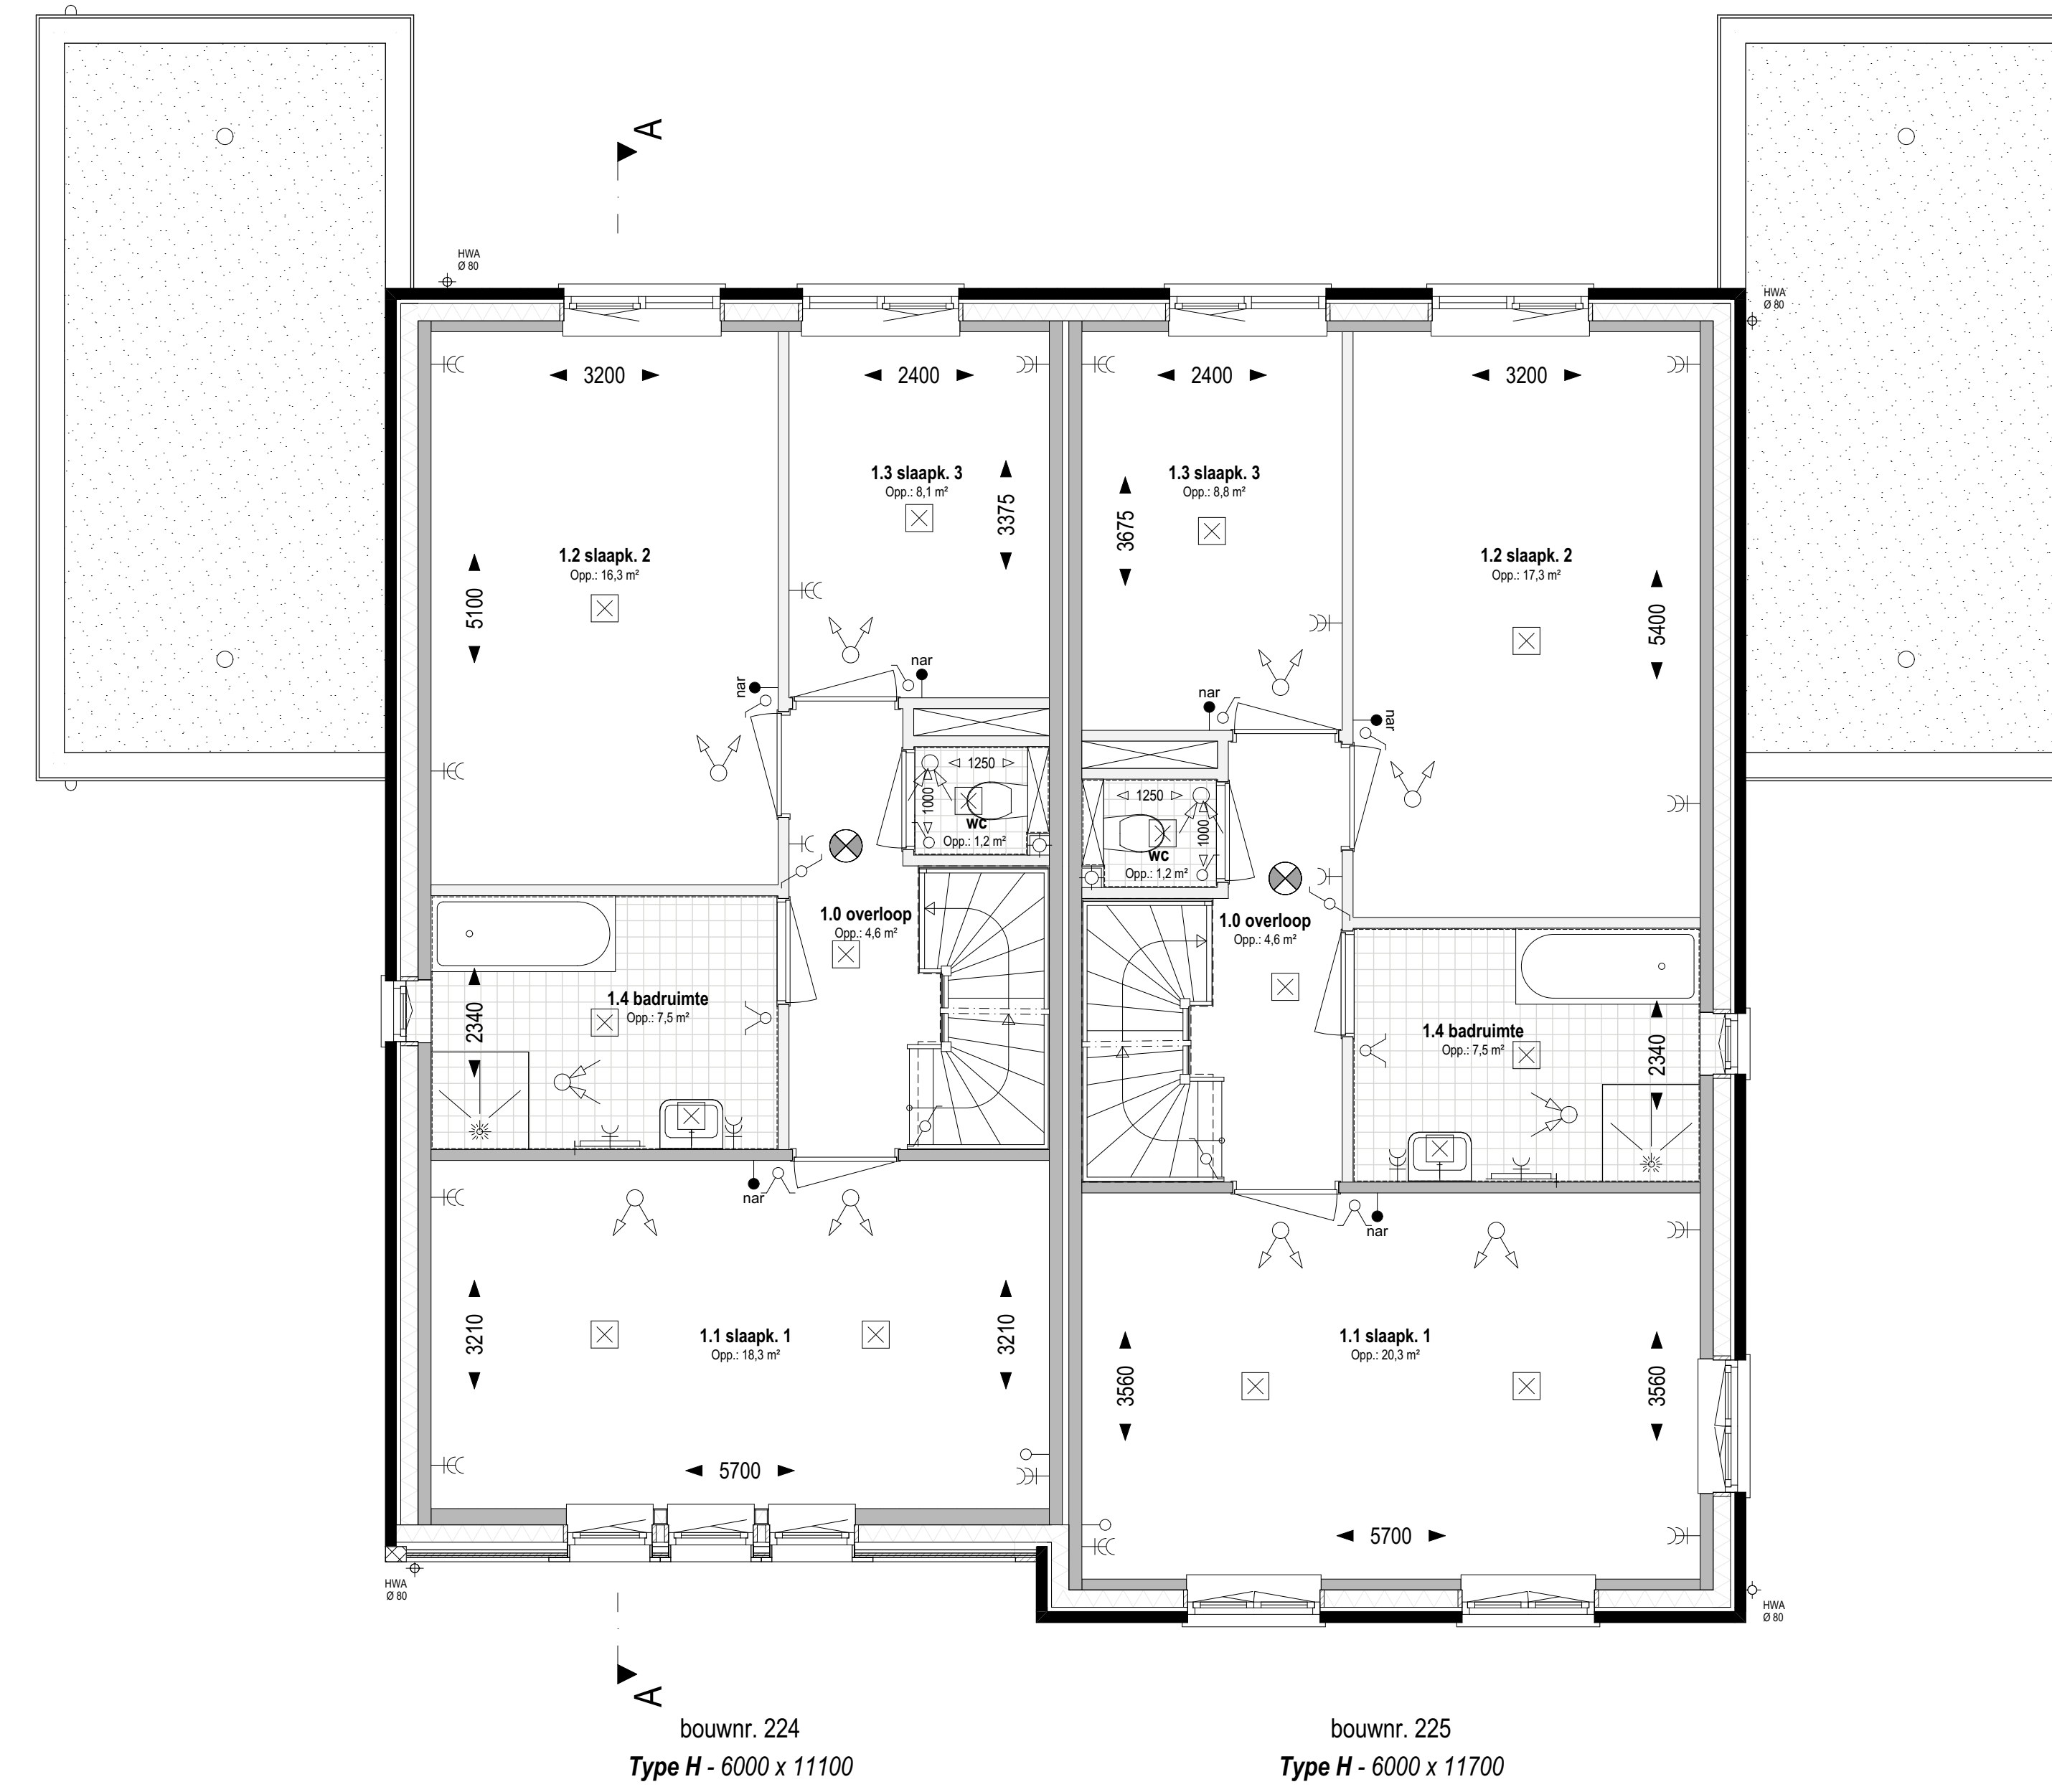 A
HWA
Ø 80
HWA
Ø 80
3200
2400
2400
3200
1.3 slaapk. 3
Opp.: 8,1 m²
3375
1.3 slaapk. 3
Opp.: 8,8 m²
3675
1.2 slaapk. 2
Opp.: 16,3 m²
5100
1.2 slaapk. 2
Opp.: 17,3 m²
5400
nar
nar
nar
nar
1250
1000
wc
Opp.: 1,2 m²
1250
1000
wc
Opp.: 1,2 m²
1.0 overloop
Opp.: 4,6 m²
1.0 overloop
Opp.: 4,6 m²
1.4 badruimte
Opp.: 7,5 m²
2340
1.4 badruimte
Opp.: 7,5 m²
2340
nar
nar
3210
1.1 slaapk. 1
Opp.: 18,3 m²
3210
3560
1.1 slaapk. 1
Opp.: 20,3 m²
3560
5700
5700
HWA
Ø 80
HWA
Ø 80
A
bouwnr. 224
Type H - 6000 x 11100
bouwnr. 225
Type H - 6000 x 11700